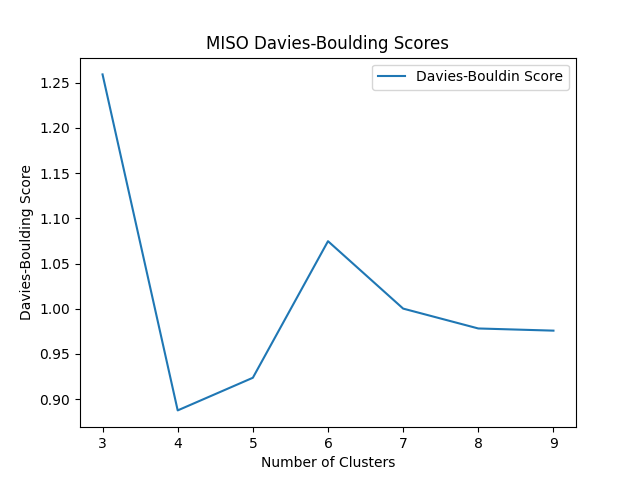 MISO Davies-Boulding Scores
Davies-Bouldin Score
Davies-Boulding Score
1.25
1.20
1.15
1.10
1.05
1.00
0.95
0.90
3 4 5 6 7 8 9
Number of Clusters